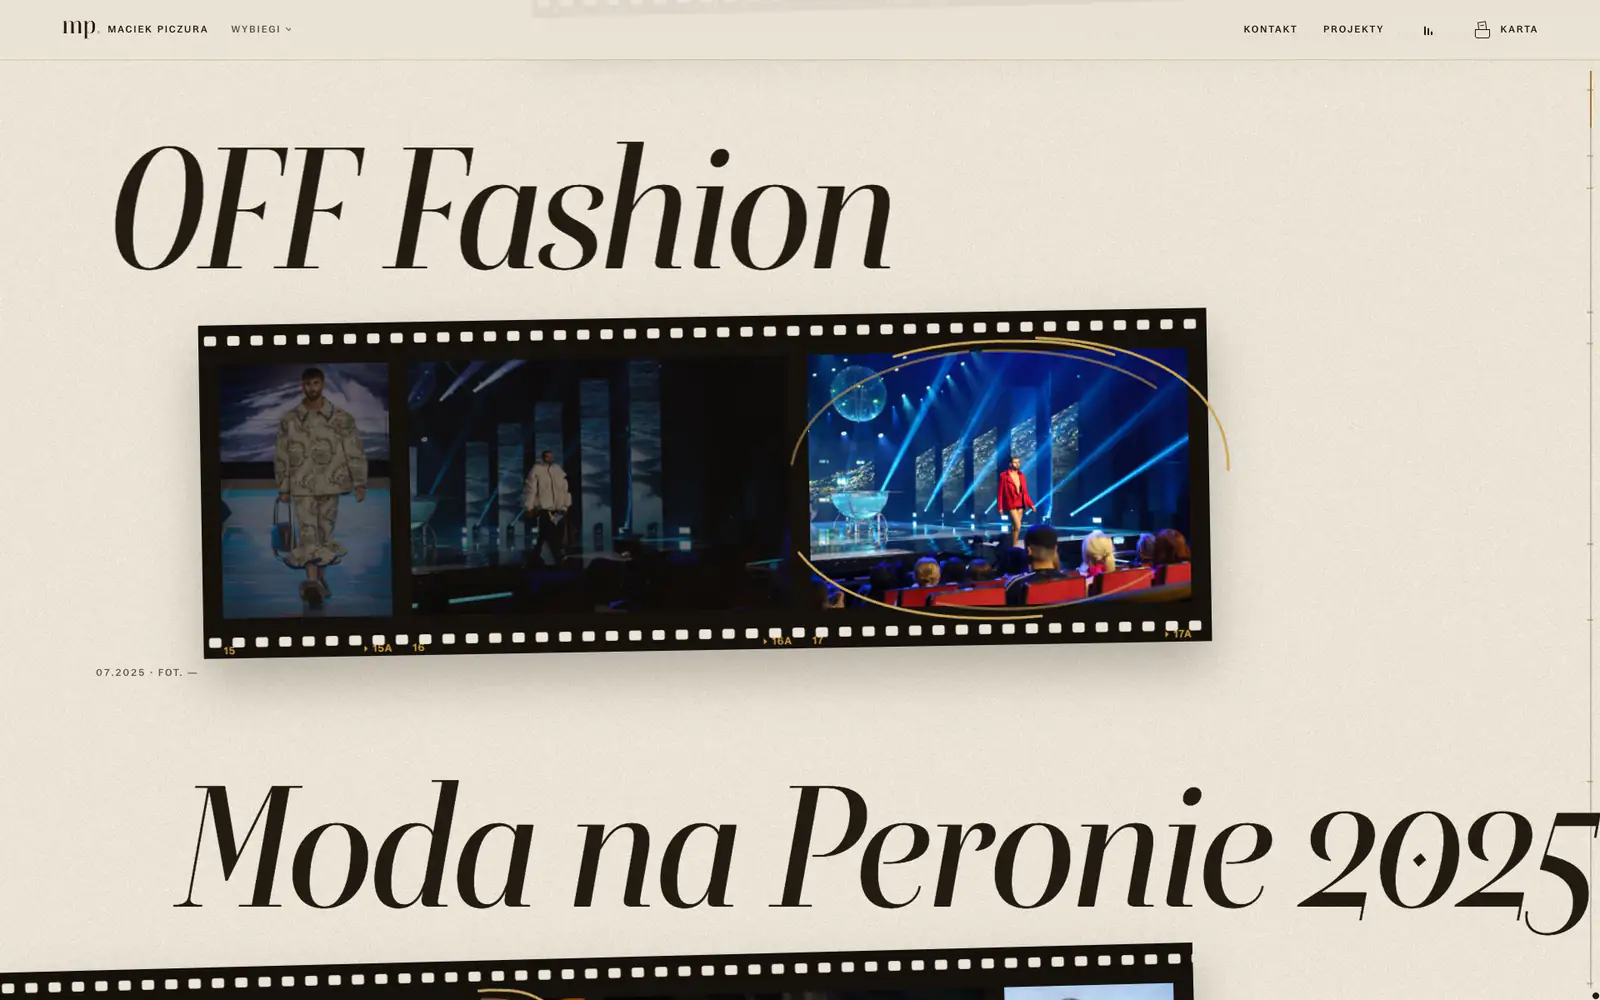 mp. MACIEK PICZURA WYBIEGI KONTAKT PROJEKTY KARTA
OFF Fashion
15 15A 16 16A 17 17A
07.2025 · FOT. —
Moda na Peronie 2025